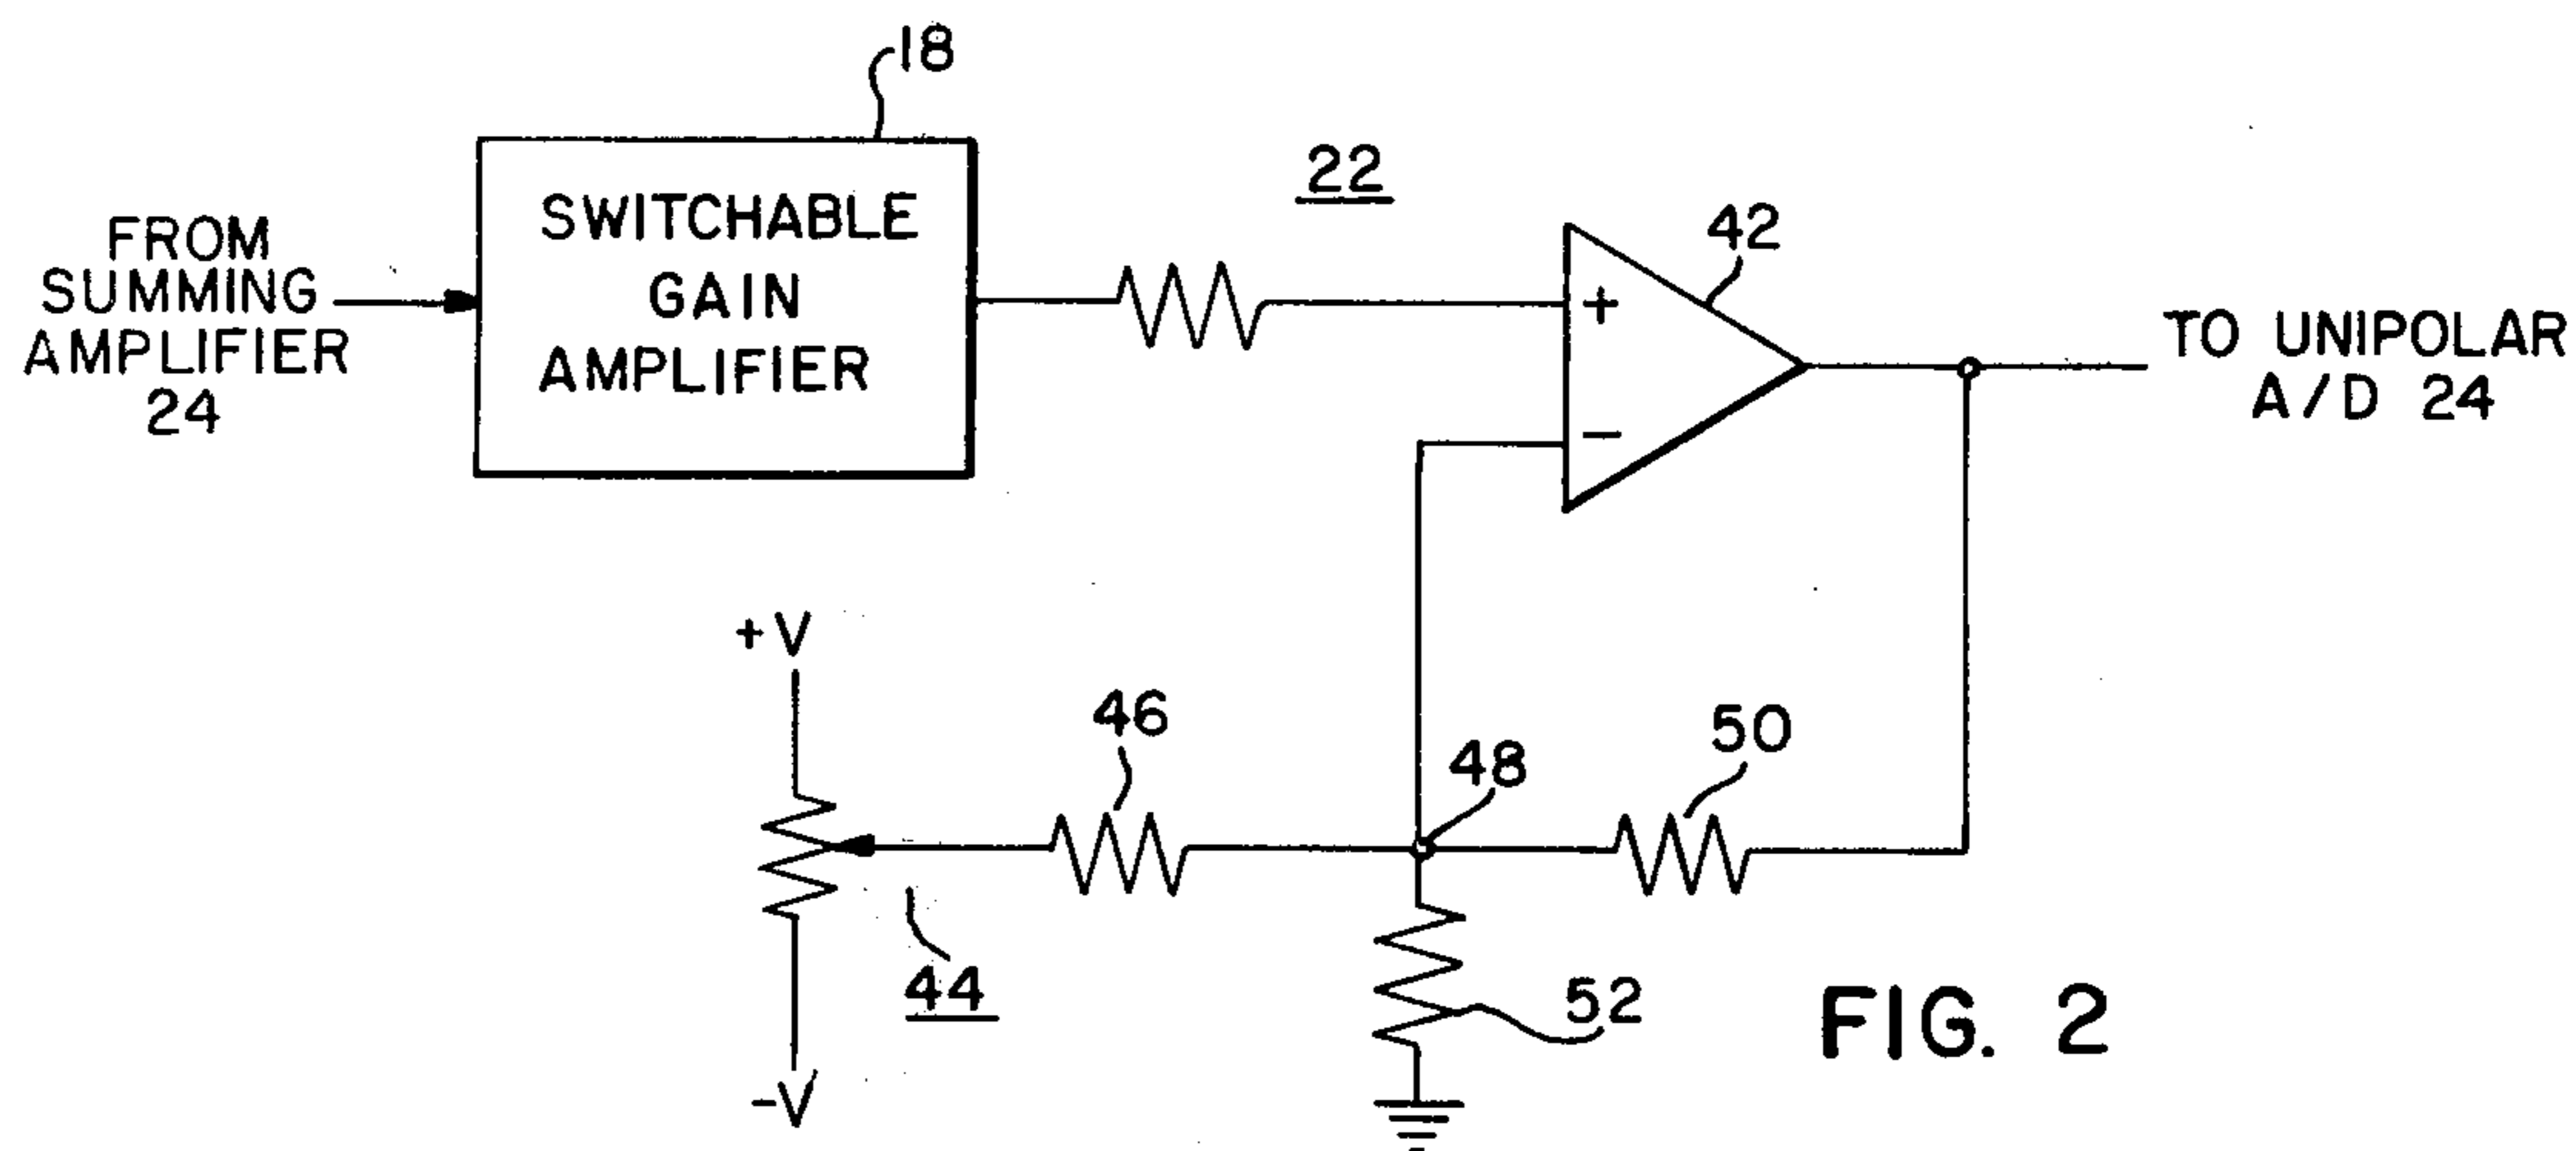 18
22
42
FROM
SUMMING
AMPLIFIER
24
SWITCHABLE
GAIN
AMPLIFIER
+
−
TO UNIPOLAR
A/D 24
+V
46
48
50
44
52
-V
FIG. 2